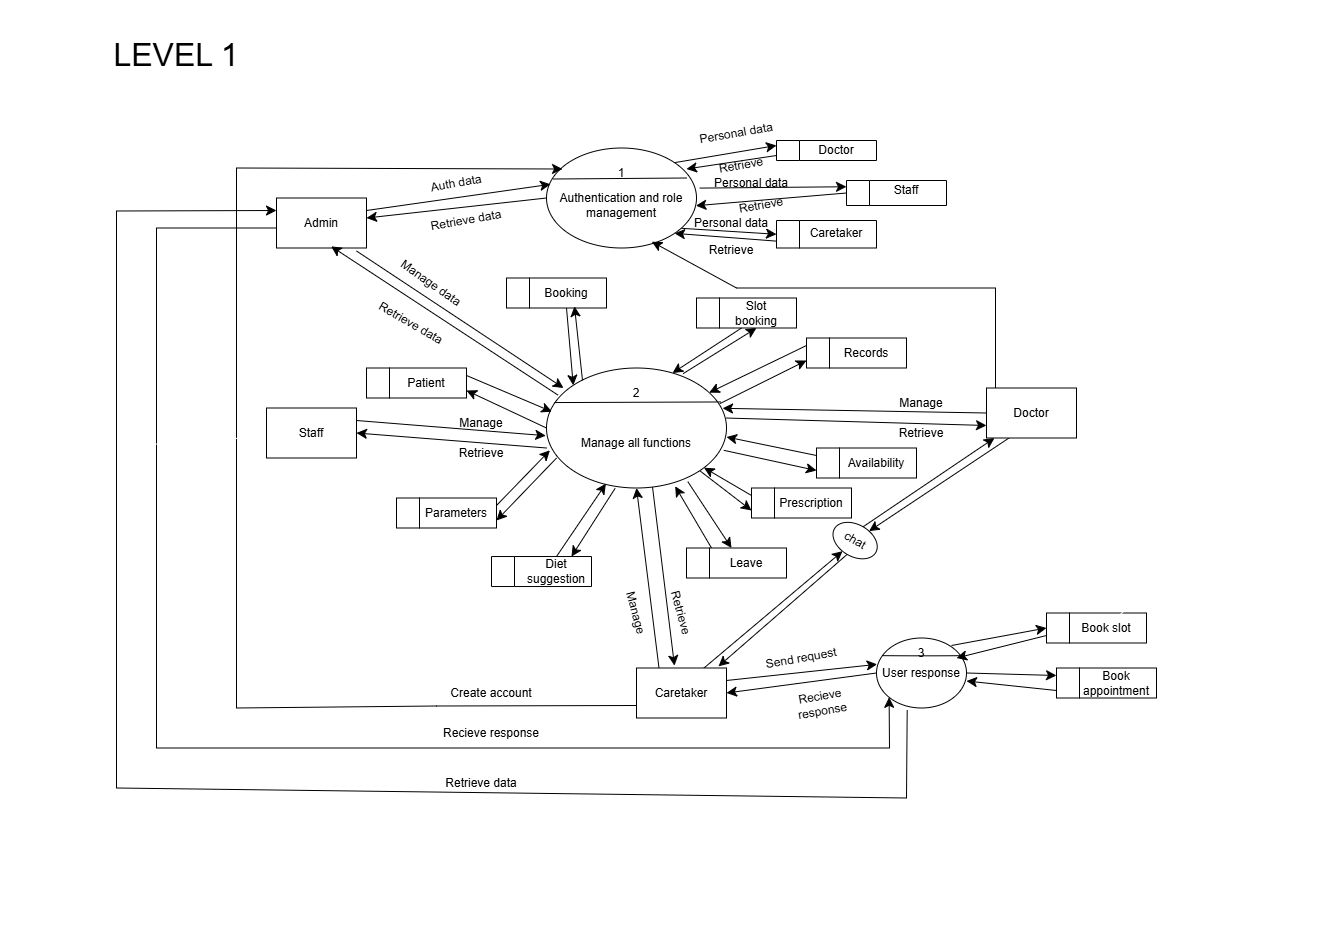 LEVEL 1
Personal data
Doctor
Retrieve
1
Authentication and role
management
Auth data
Retrieve data
Personal data
Staff
Retrieve
Admin
Personal data
Caretaker
Retrieve
Manage data
Retrieve data
Booking
Slot
booking
Records
Patient
2
Manage all functions
Staff
Manage
Retrieve
Manage
Retrieve
Doctor
Availability
Prescription
Parameters
chat
Diet
suggestion
Leave
Manage
Retrieve
Book slot
Send request
3
User response
Caretaker
Recieve
response
Book
appointment
Create account
Recieve response
Retrieve data